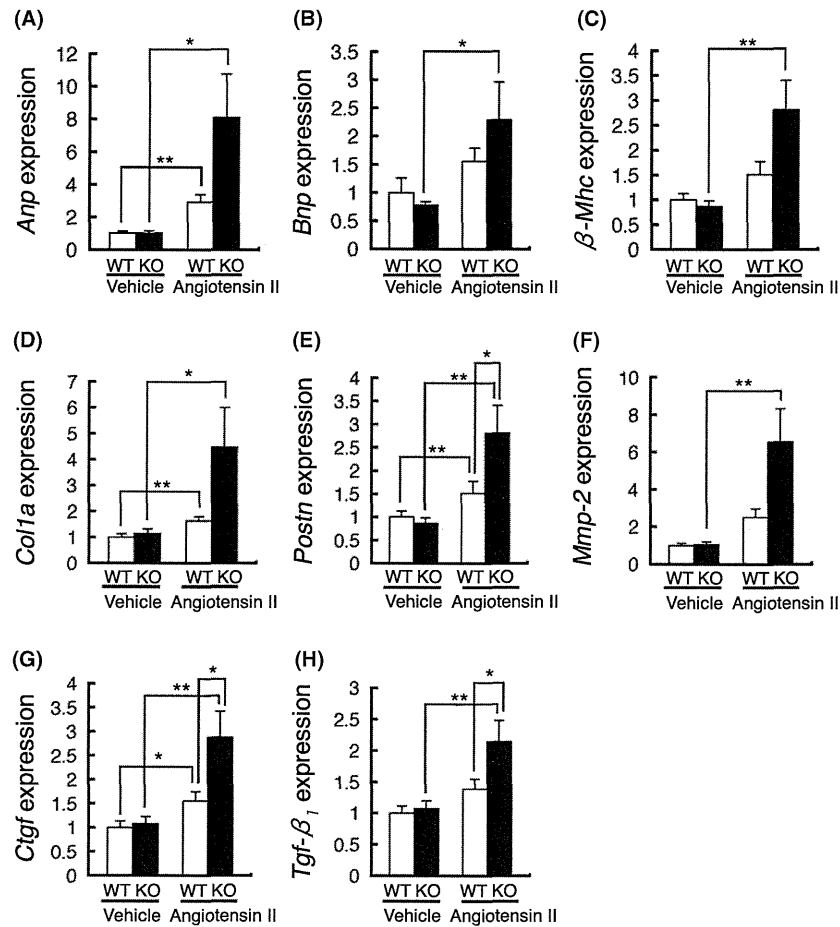 (A)
Anp expression
12
10
8
6
4
2
0
*
**
WT KO WT KO
Vehicle Angiotensin II
(B)
Bnp expression
3.5
3
2.5
2
1.5
1
0.5
0
*
WT KO WT KO
Vehicle Angiotensin II
(C)
β-Mhc expression
4
3.5
3
2.5
2
1.5
1
0.5
0
**
WT KO WT KO
Vehicle Angiotensin II
(D)
Col1a expression
7
6
5
4
3
2
1
0
*
**
WT KO WT KO
Vehicle Angiotensin II
(E)
Postn expression
4
3.5
3
2.5
2
1.5
1
0.5
0
*
**
**
WT KO WT KO
Vehicle Angiotensin II
(F)
Mmp-2 expression
10
8
6
4
2
0
**
WT KO WT KO
Vehicle Angiotensin II
(G)
Ctgf expression
4
3.5
3
2.5
2
1.5
1
0.5
0
*
**
*
WT KO WT KO
Vehicle Angiotensin II
(H)
Tgf-β1 expression
3
2.5
2
1.5
1
0.5
0
*
**
WT KO WT KO
Vehicle Angiotensin II